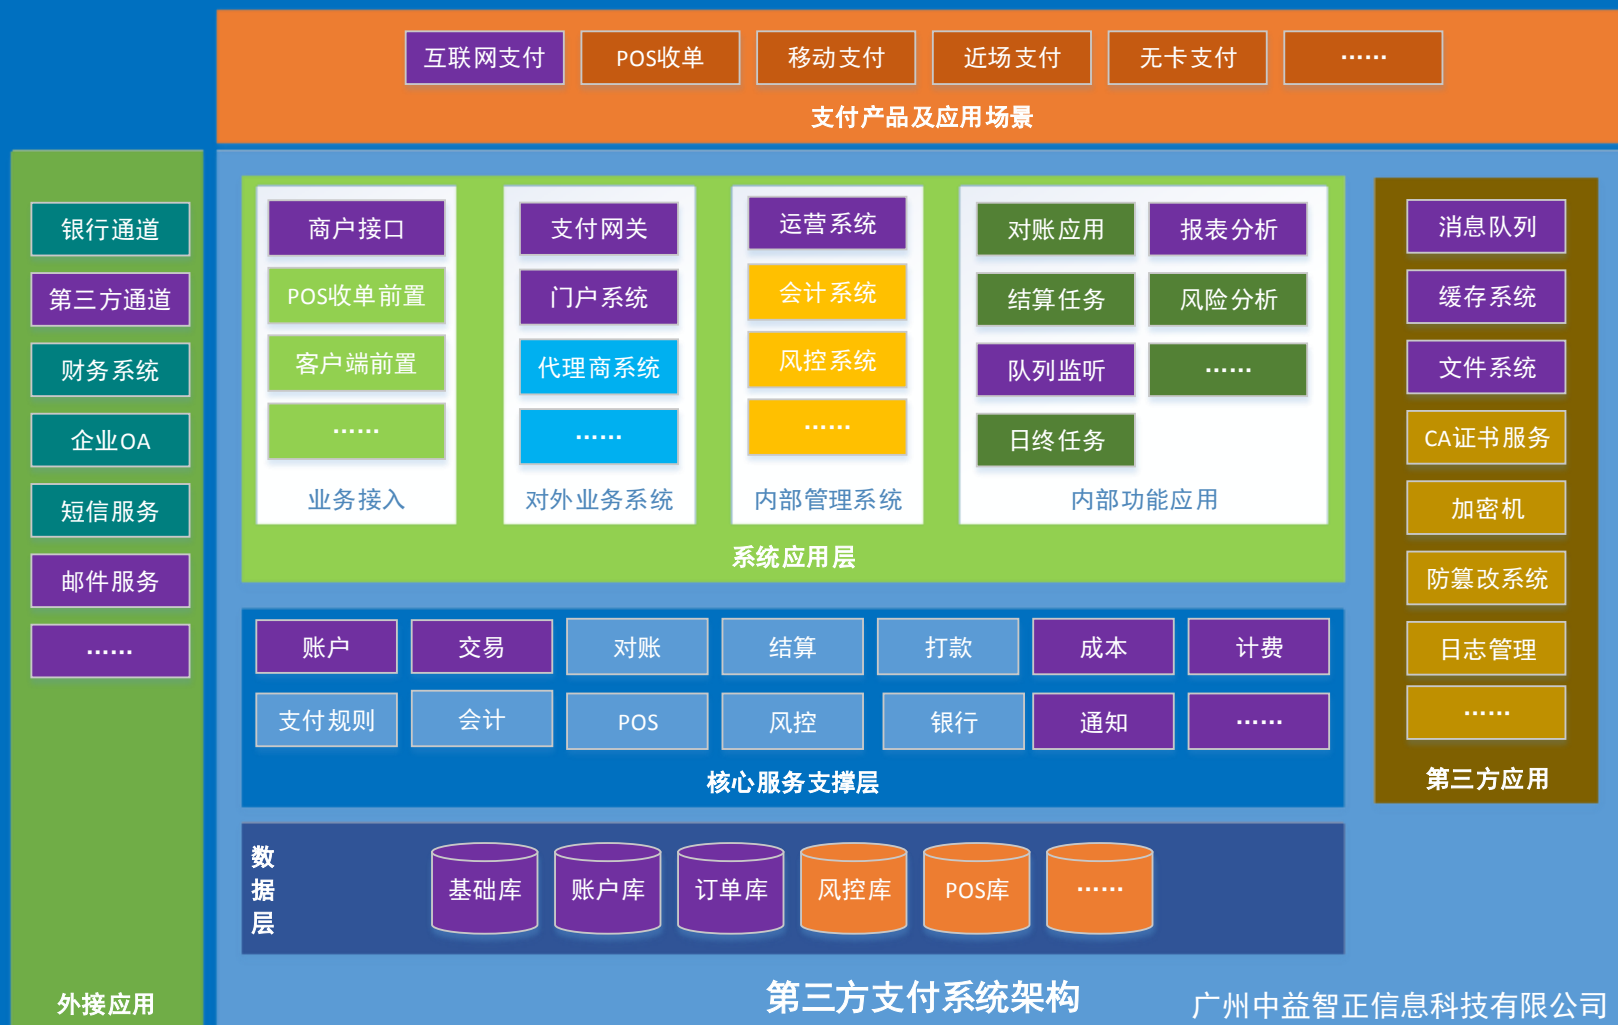 互联网支付
POS收单
移动支付
近场支付
无卡支付
······
支付产品及应用场景
银行通道
第三方通道
财务系统
企业OA
短信服务
邮件服务
······
外接应用
商户接口
POS收单前置
客户端前置
······
业务接入
支付网关
门户系统
代理商系统
······
对外业务系统
运营系统
会计系统
风控系统
······
内部管理系统
对账应用
报表分析
结算任务
风险分析
队列监听
······
日终任务
内部功能应用
系统应用层
消息队列
缓存系统
文件系统
CA证书服务
加密机
防篡改系统
日志管理
······
第三方应用
账户
交易
对账
结算
打款
成本
计费
支付规则
会计
POS
风控
银行
通知
······
核心服务支撑层
数据层
基础库
账户库
订单库
风控库
POS库
······
第三方支付系统架构
广州中益智正信息科技有限公司